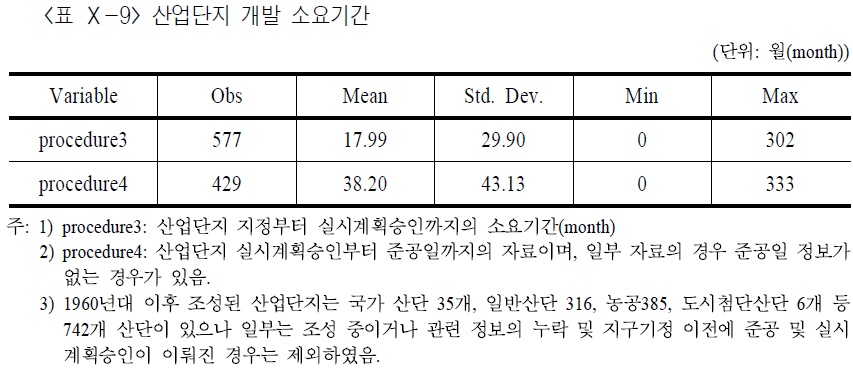 <표 Ⅹ-9> 산업단지 개발 소요기간
(단위: 월(month))
Variable Obs Mean Std. Dev. Min Max
procedure3 577 17.99 29.90 0 302
procedure4 429 38.20 43.13 0 333
주: 1) procedure3: 산업단지 지정부터 실시계획승인까지의 소요기간(month)
2) procedure4: 산업단지 실시계획승인부터 준공일까지의 자료이며, 일부 자료의 경우 준공일 정보가
없는 경우가 있음.
3) 1960년대 이후 조성된 산업단지는 국가 산단 35개, 일반산단 316, 농공385, 도시첨단산단 6개 등
742개 산단이 있으나 일부는 조성 중이거나 관련 정보의 누락 및 지구기정 이전에 준공 및 실시
계획승인이 이뤄진 경우는 제외하였음.